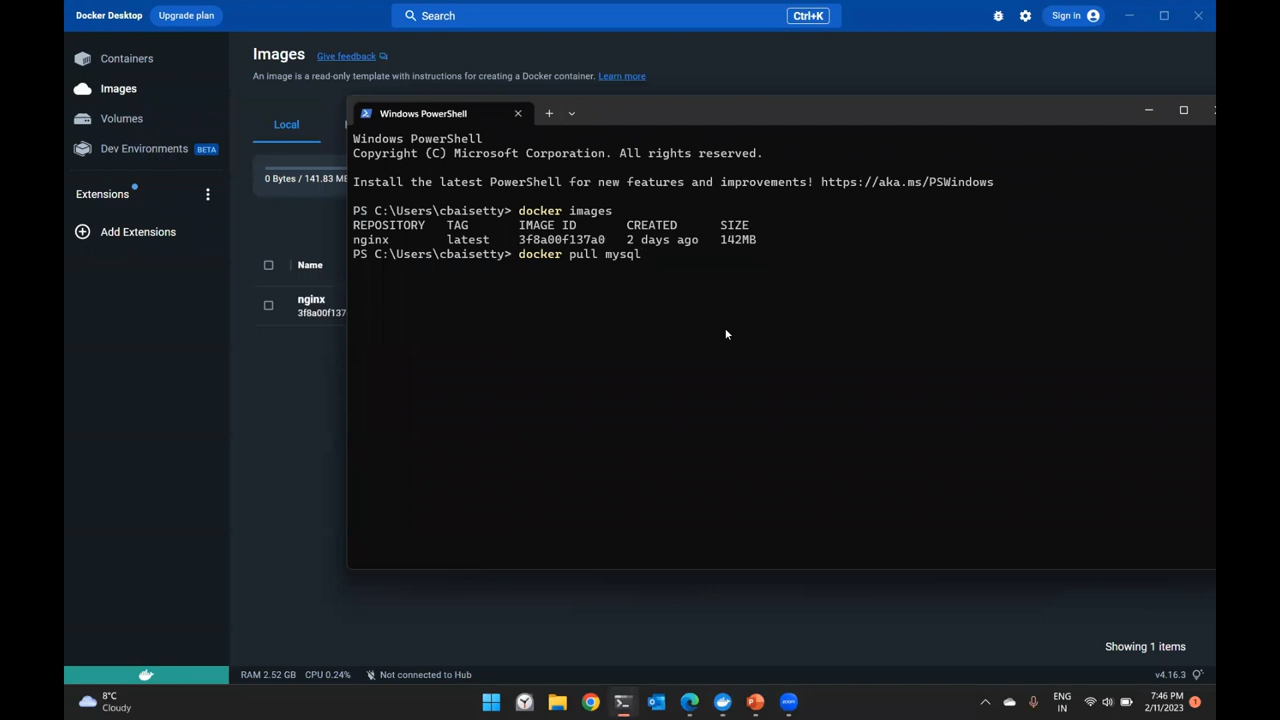 Docker Desktop Upgrade plan Search Ctrl+K Sign in
Containers
Images
Volumes
Dev Environments BETA
Extensions
Add Extensions
Images Give feedback
An image is a read-only template with instructions for creating a Docker container. Learn more
Local
0 Bytes / 141.83 MB
Name
nginx
3f8a00f137
Windows PowerShell
Windows PowerShell
Copyright (C) Microsoft Corporation. All rights reserved.
Install the latest PowerShell for new features and improvements! https://aka.ms/PSWindows
PS C:\Users\cbaisetty> docker images
REPOSITORY TAG IMAGE ID CREATED SIZE
nginx latest 3f8a00f137a0 2 days ago 142MB
PS C:\Users\cbaisetty> docker pull mysql
Showing 1 items
RAM 2.52 GB CPU 0.24% Not connected to Hub v4.16.3
8°C
Cloudy
zoom
ENG
IN
7:46 PM
2/11/2023
1